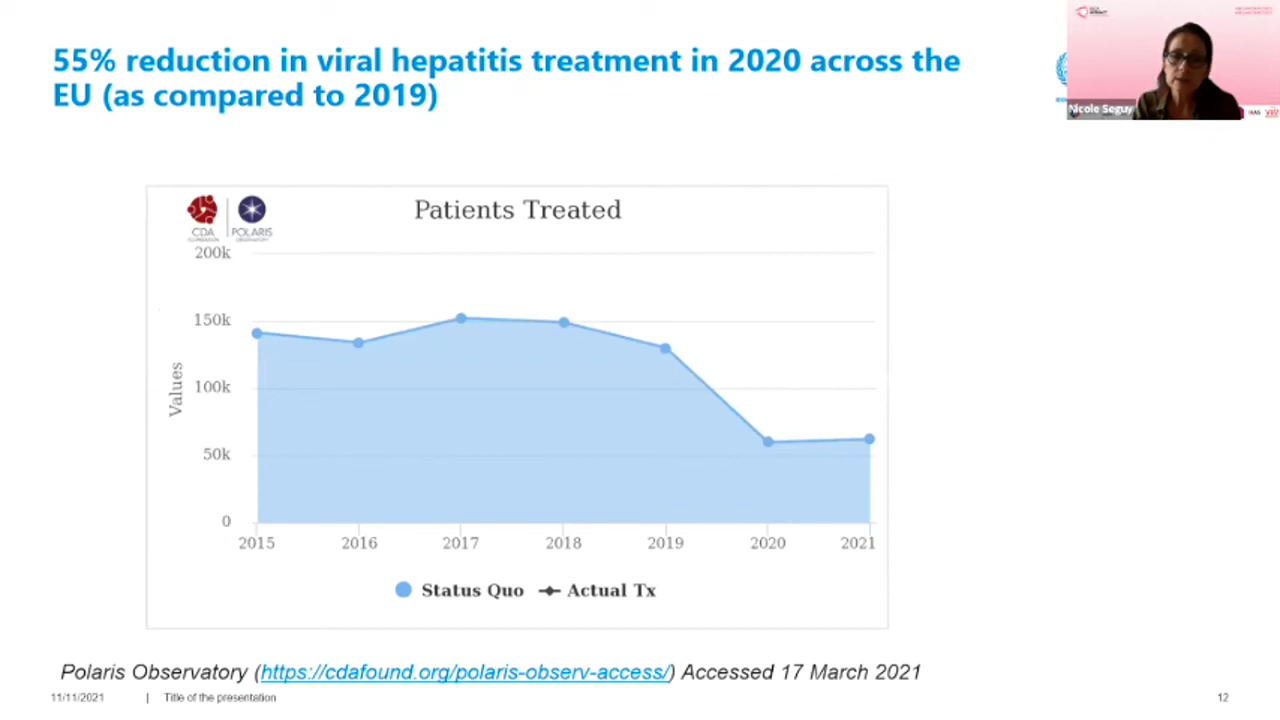 55% reduction in viral hepatitis treatment in 2020 across the
EU (as compared to 2019)
Nicole Seguy
Patients Treated
CDA
POLARIS
200k
150k
100k
50k
0
Values
2015 2016 2017 2018 2019 2020 2021
Status Quo Actual Tx
Polaris Observatory (https://cdafound.org/polaris-observ-access/) Accessed 17 March 2021
11/11/2021 | Title of the presentation 12